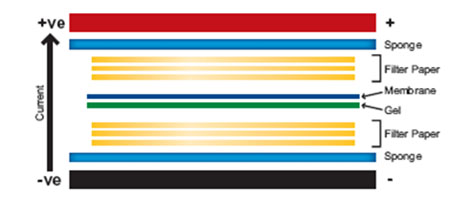 +ve +
Sponge
Filter Paper
Membrane
Current
Gel
Filter Paper
Sponge
-ve -